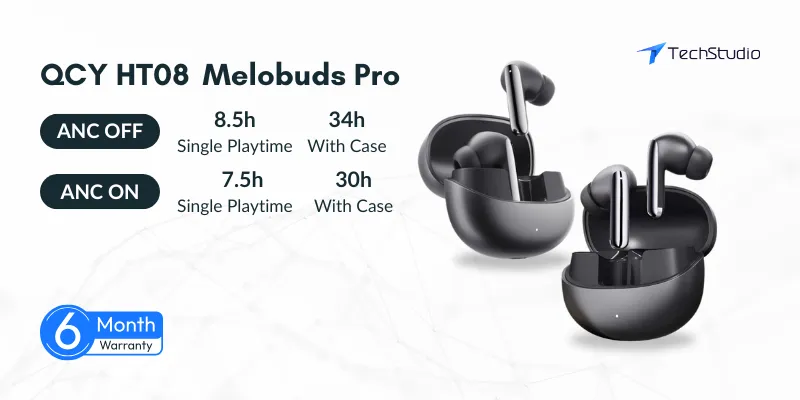 TechStudio
QCY HT08 Melobuds Pro
ANC OFF
8.5h 34h
Single Playtime With Case
ANC ON
7.5h 30h
Single Playtime With Case
6 Month
Warranty